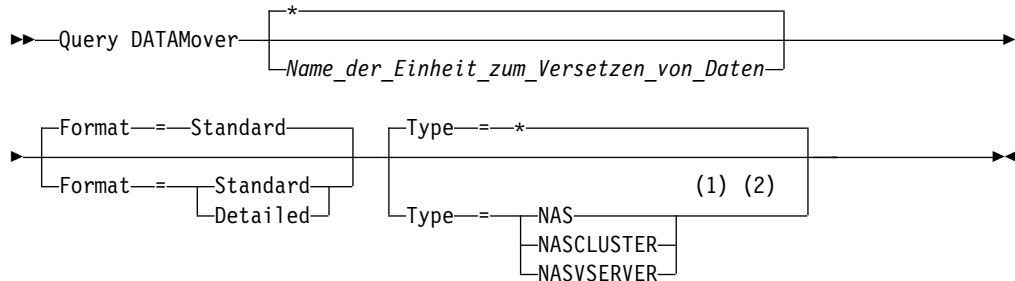 *
Query DATAMover
Name_der_Einheit_zum_Versetzen_von_Daten
Format = Standard
Type = *
Format = Standard
Detailed
(1) (2)
Type = NAS
NASCLUSTER
NASVSERVER